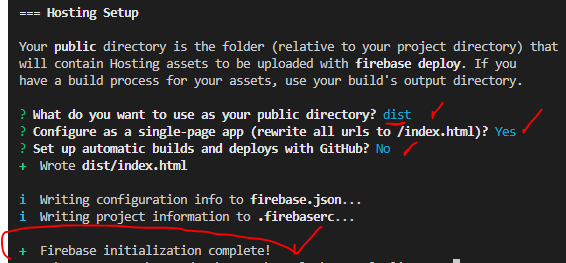 === Hosting Setup
Your public directory is the folder (relative to your project directory) that
will contain Hosting assets to be uploaded with firebase deploy. If you
have a build process for your assets, use your build's output directory.
? What do you want to use as your public directory? dist
? Configure as a single-page app (rewrite all urls to /index.html)? Yes
? Set up automatic builds and deploys with GitHub? No
+ Wrote dist/index.html
i Writing configuration info to firebase.json...
i Writing project information to .firebaserc...
+ Firebase initialization complete!